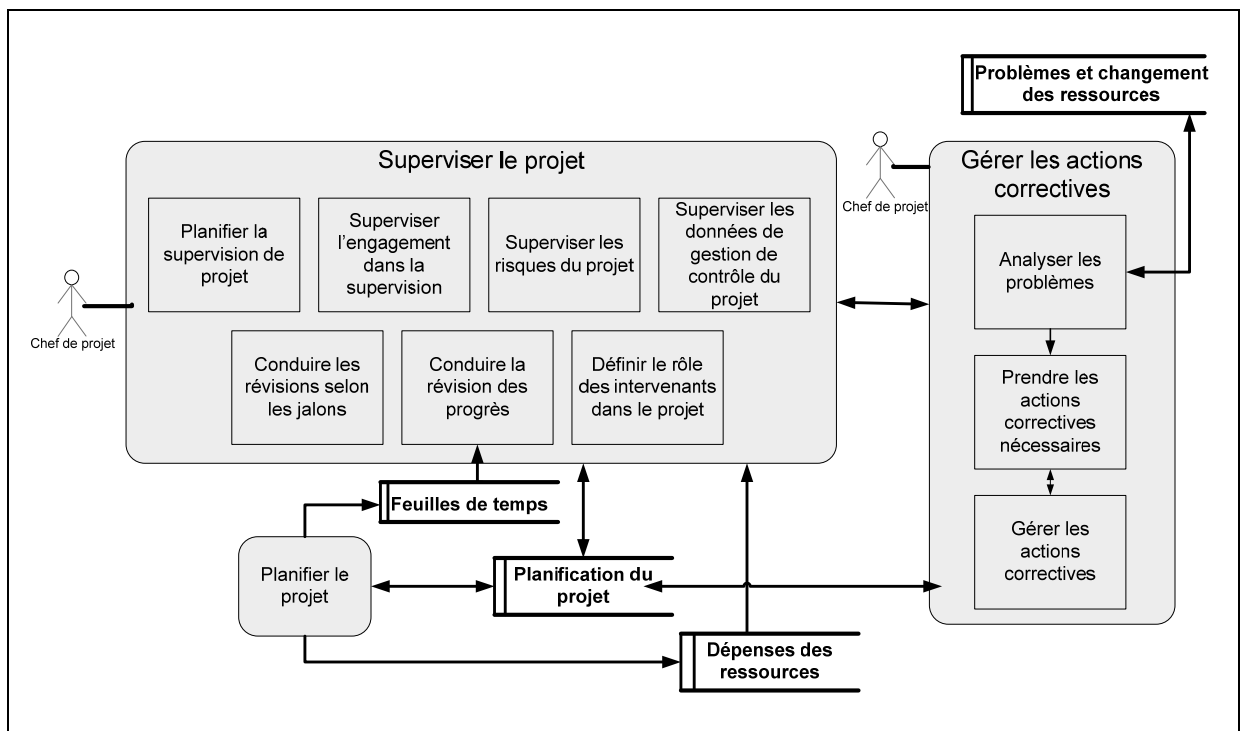 Problèmes et changement
des ressources
Superviser le projet
Chef de projet
Gérer les actions
correctives
Planifier la
supervision de
projet
Superviser
l'engagement
dans la
supervision
Superviser les
risques du projet
Superviser les
données de
gestion de
contrôle du
projet
Analyser les
problèmes
Chef de projet
Conduire les
révisions selon
les jalons
Conduire la
révision des
progrès
Définir le rôle
des intervenants
dans le projet
Prendre les
actions
correctives
nécessaires
Feuilles de temps
Gérer les
actions
correctives
Planifier le
projet
Planification du
projet
Dépenses des
ressources